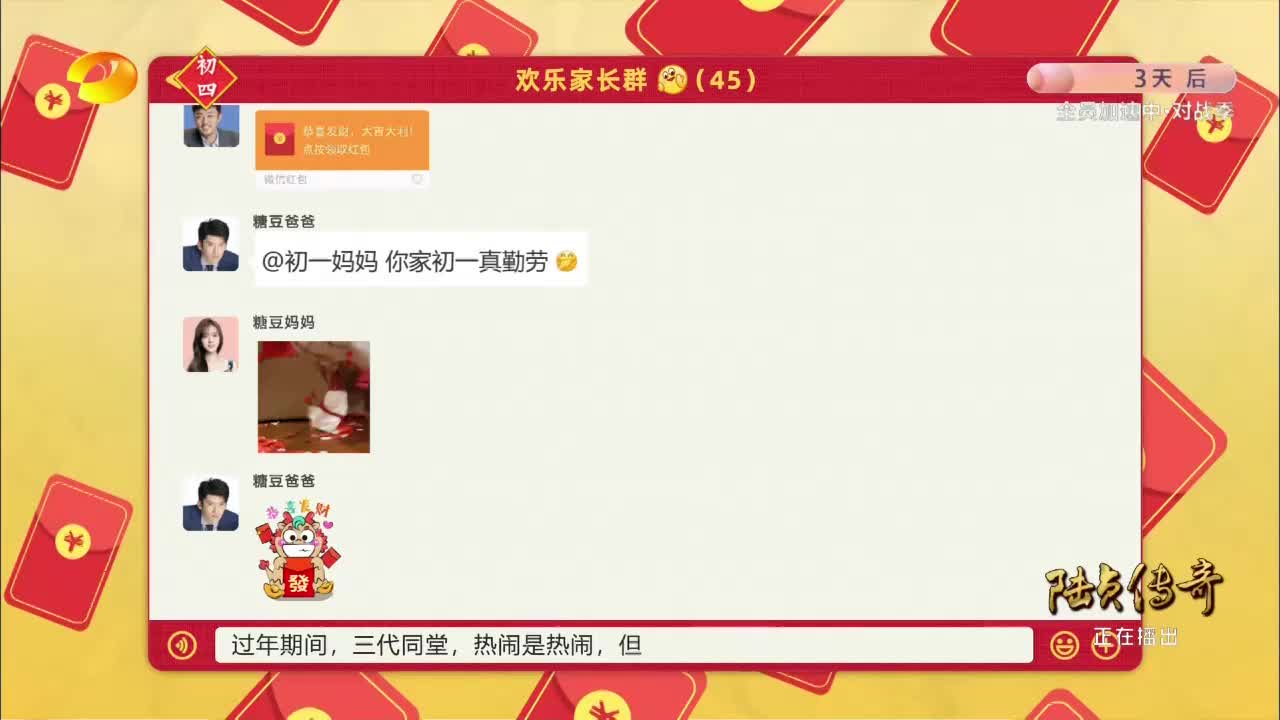 初
四
欢乐家长群 (45)
3天 后
全员加速中·对战季
恭喜发财，大吉大利！
点按领取红包
微信红包
糖豆爸爸
@初一妈妈 你家初一真勤劳
糖豆妈妈
糖豆爸爸
恭喜发财
發
陆贞传奇
正在播出
过年期间，三代同堂，热闹是热闹，但